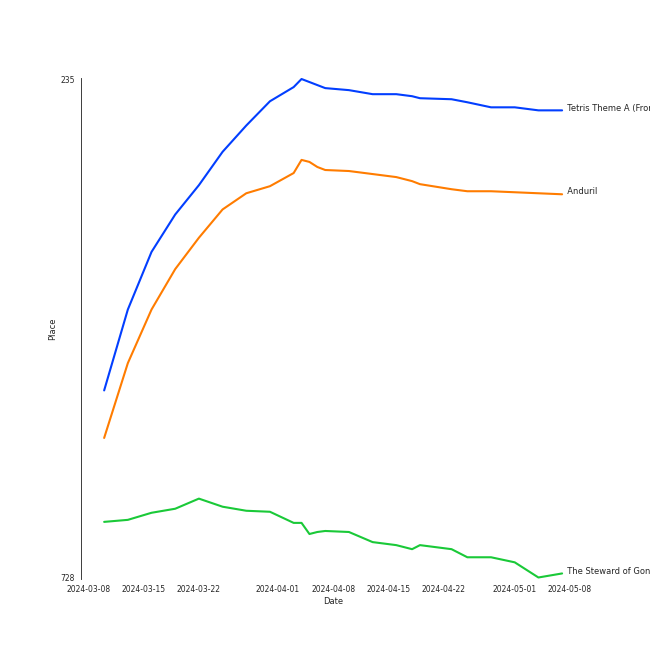 235
Tetris Theme A (Fro
Anduril
Place
The Steward of Gon
728
2024-03-08 2024-03-15 2024-03-22 2024-04-01 2024-04-08 2024-04-15 2024-04-22 2024-05-01 2024-05-08
Date